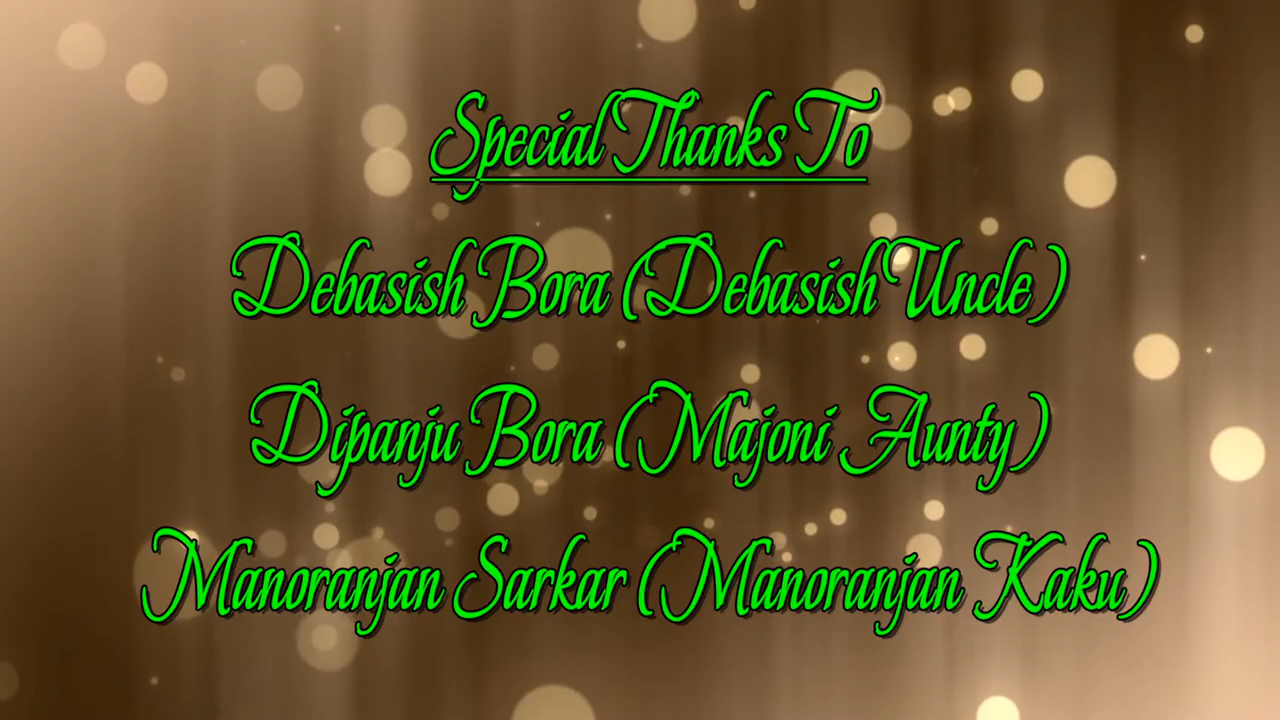 Special Thanks To
Debasish Bora (Debasish Uncle)
Dipanju Bora (Majoni Aunty)
Manoranjan Sarkar (Manoranjan Kaku)